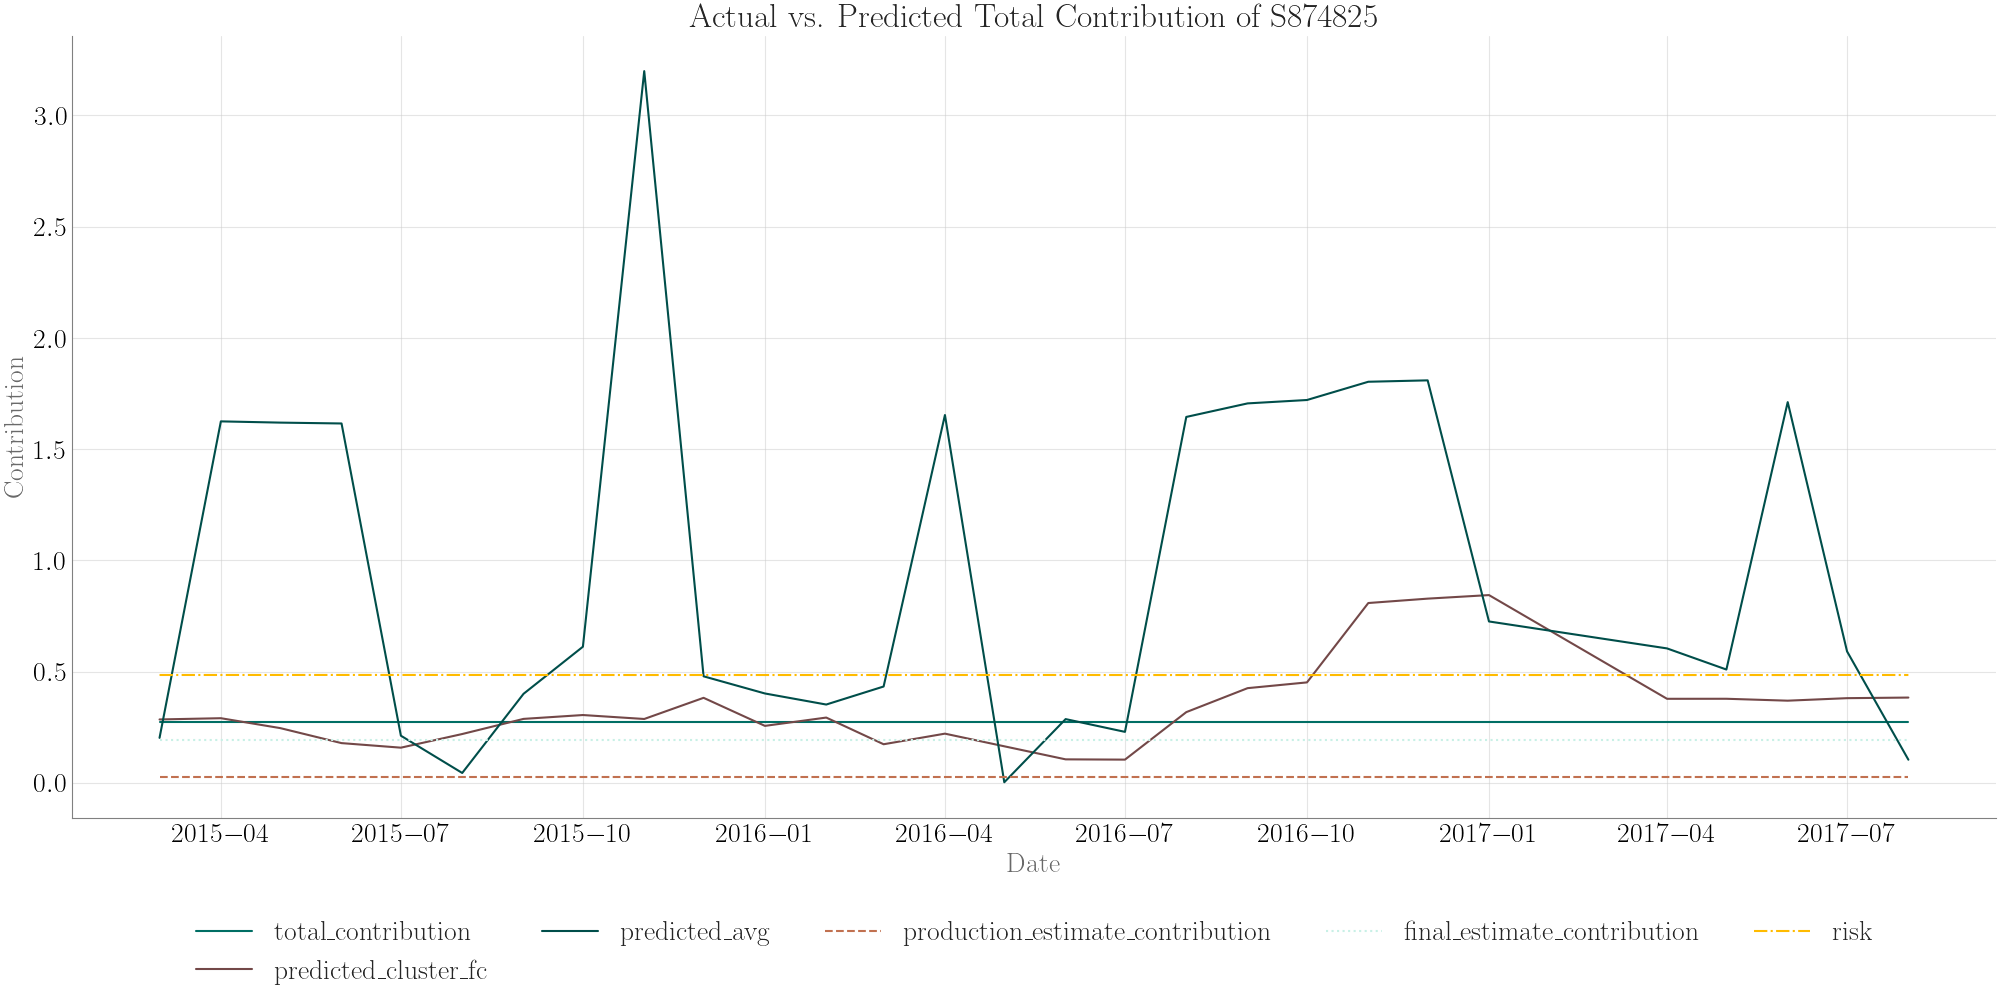 Actual vs. Predicted Total Contribution of S874825
3.0
2.5
2.0
1.5
1.0
0.5
0.0
Contribution
2015–04 2015–07 2015–10 2016–01 2016–04 2016–07 2016–10 2017–01 2017–04 2017–07
Date
total_contribution predicted_avg production_estimate_contribution final_estimate_contribution risk
predicted_cluster_fc